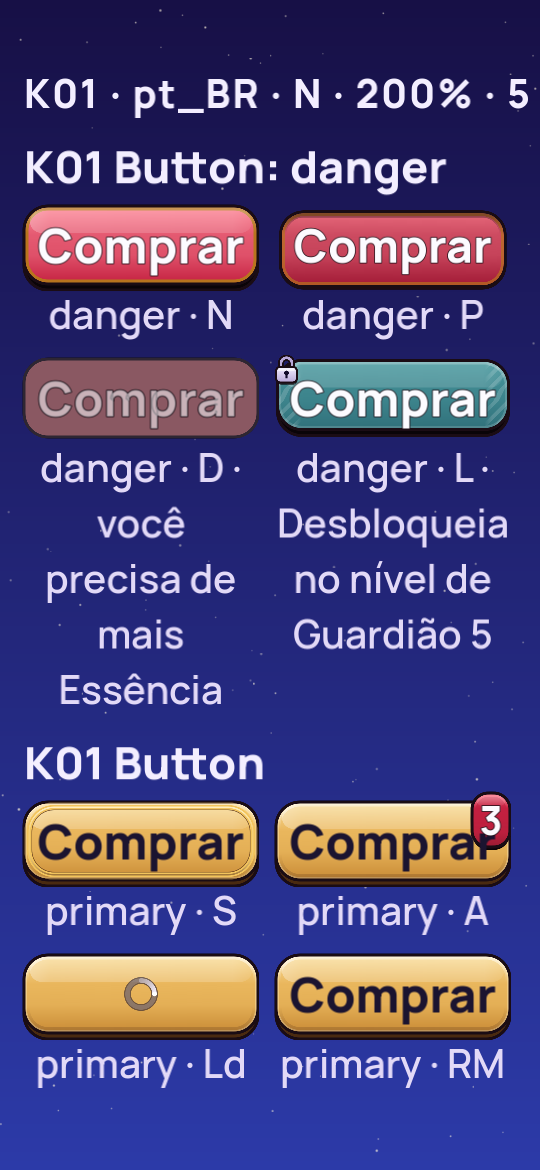 K01 · pt_BR · N · 200% · 5
K01 Button: danger
Comprar Comprar
danger · N danger · P
Comprar Comprar
danger · D · danger · L ·
você Desbloqueia
precisa de no nível de
mais Guardião 5
Essência
K01 Button
Comprar Comprar 3
primary · S primary · A
Comprar
primary · Ld primary · RM